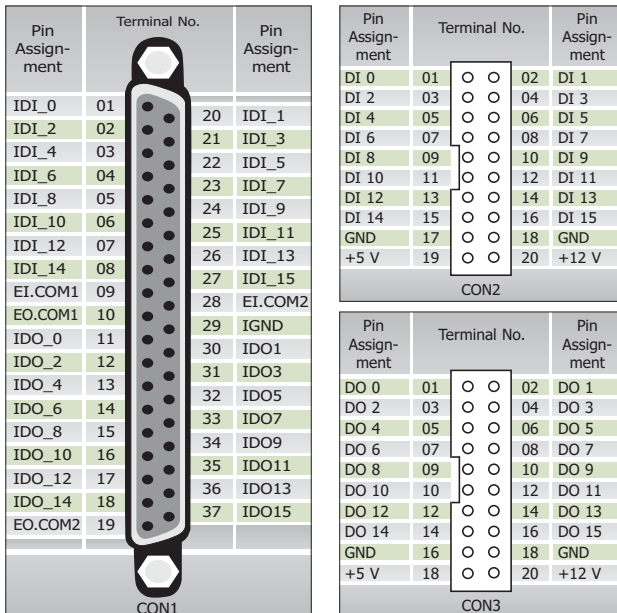 Pin
Assign-
ment
Terminal No.
Pin
Assign-
ment
IDI_0 01
IDI_2 02
IDI_4 03
IDI_6 04
IDI_8 05
IDI_10 06
IDI_12 07
IDI_14 08
EI.COM1 09
EO.COM1 10
IDO_0 11
IDO_2 12
IDO_4 13
IDO_6 14
IDO_8 15
IDO_10 16
IDO_12 17
IDO_14 18
EO.COM2 19
20 IDI_1
21 IDI_3
22 IDI_5
23 IDI_7
24 IDI_9
25 IDI_11
26 IDI_13
27 IDI_15
28 EI.COM2
29 IGND
30 IDO1
31 IDO3
32 IDO5
33 IDO7
34 IDO9
35 IDO11
36 IDO13
37 IDO15
CON1
Pin
Assign-
ment
Terminal No.
Pin
Assign-
ment
DI 0 01 02 DI 1
DI 2 03 04 DI 3
DI 4 05 06 DI 5
DI 6 07 08 DI 7
DI 8 09 10 DI 9
DI 10 11 12 DI 11
DI 12 13 14 DI 13
DI 14 15 16 DI 15
GND 17 18 GND
+5 V 19 20 +12 V
CON2
Pin
Assign-
ment
Terminal No.
Pin
Assign-
ment
DO 0 01 02 DO 1
DO 2 03 04 DO 3
DO 4 05 06 DO 5
DO 6 07 08 DO 7
DO 8 09 10 DO 9
DO 10 10 12 DO 11
DO 12 12 14 DO 13
DO 14 14 16 DO 15
GND 16 18 GND
+5 V 18 20 +12 V
CON3